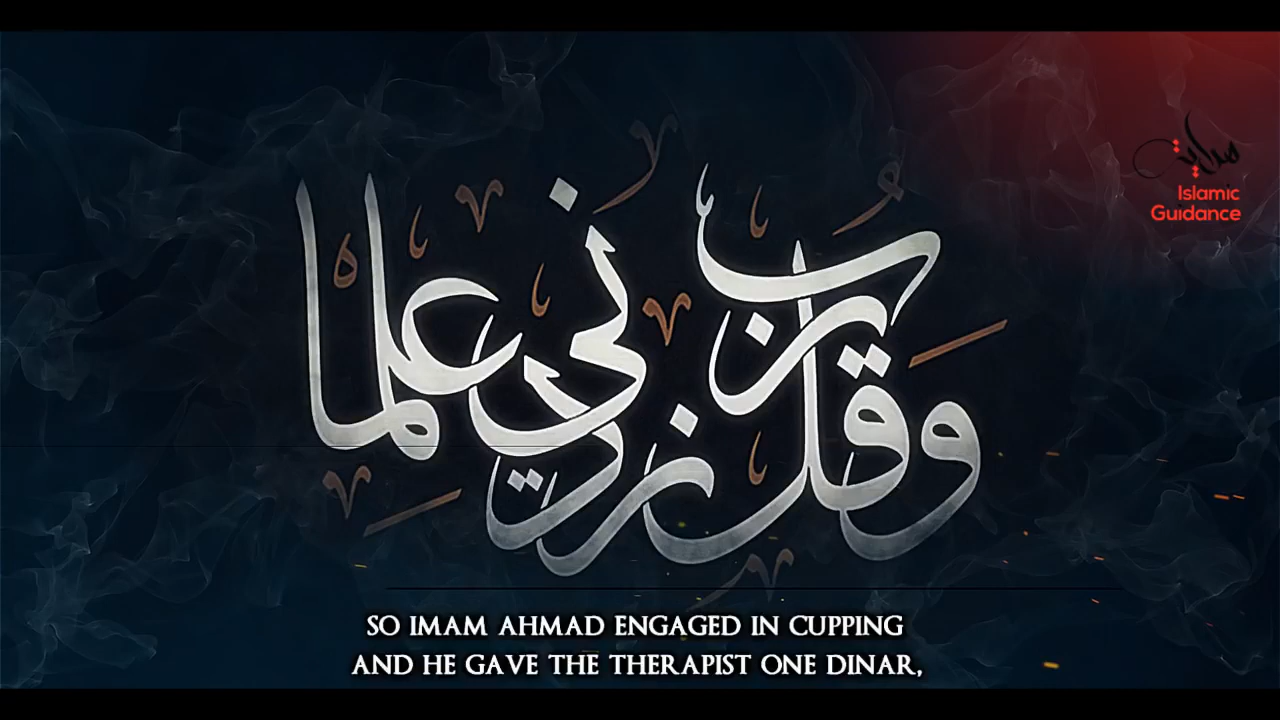 وقل رب زدني علما
هداية
Islamic
Guidance
SO IMAM AHMAD ENGAGED IN CUPPING
AND HE GAVE THE THERAPIST ONE DINAR,